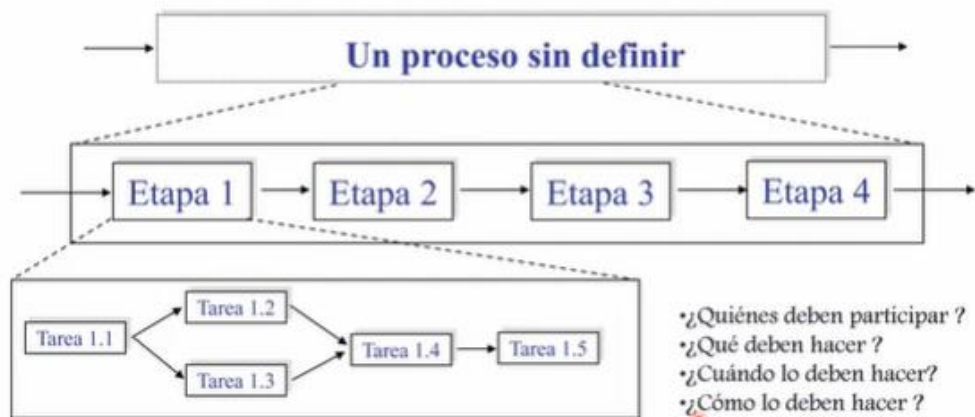 Un proceso sin definir
Etapa 1
Etapa 2
Etapa 3
Etapa 4
Tarea 1.1
Tarea 1.2
Tarea 1.3
Tarea 1.4
Tarea 1.5
•¿Quiénes deben participar ?
•¿Qué deben hacer ?
•¿Cuándo lo deben hacer?
•¿Cómo lo deben hacer ?